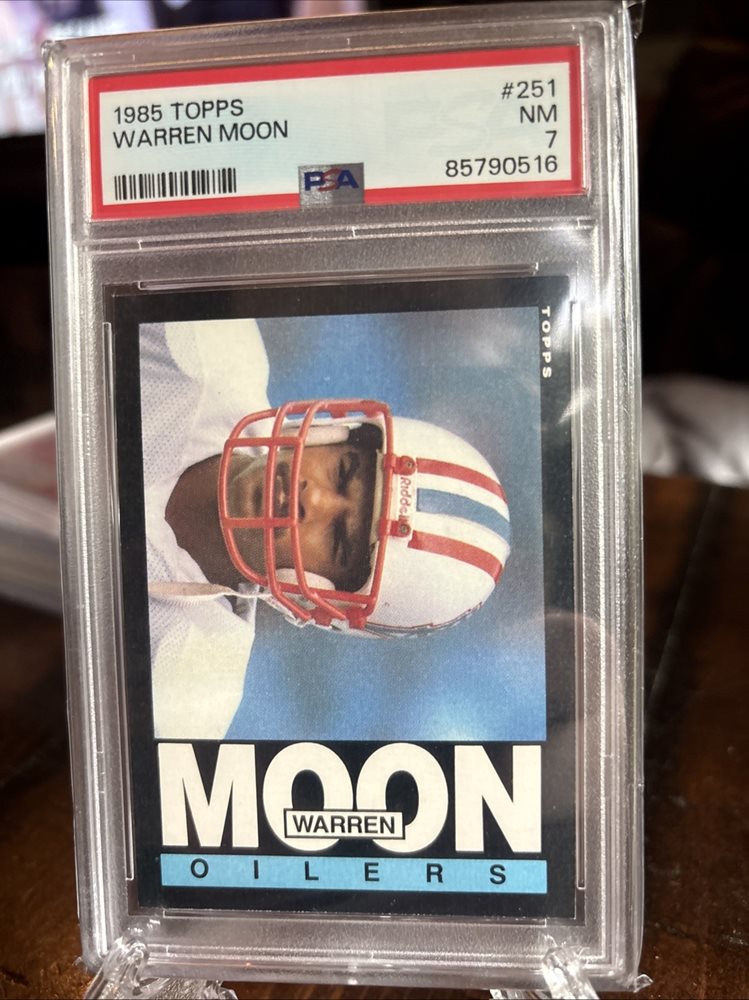 1985 TOPPS
WARREN MOON
#251
NM
7
85790516
PSA
TOPPS
Riddell
MOON
WARREN
OILERS